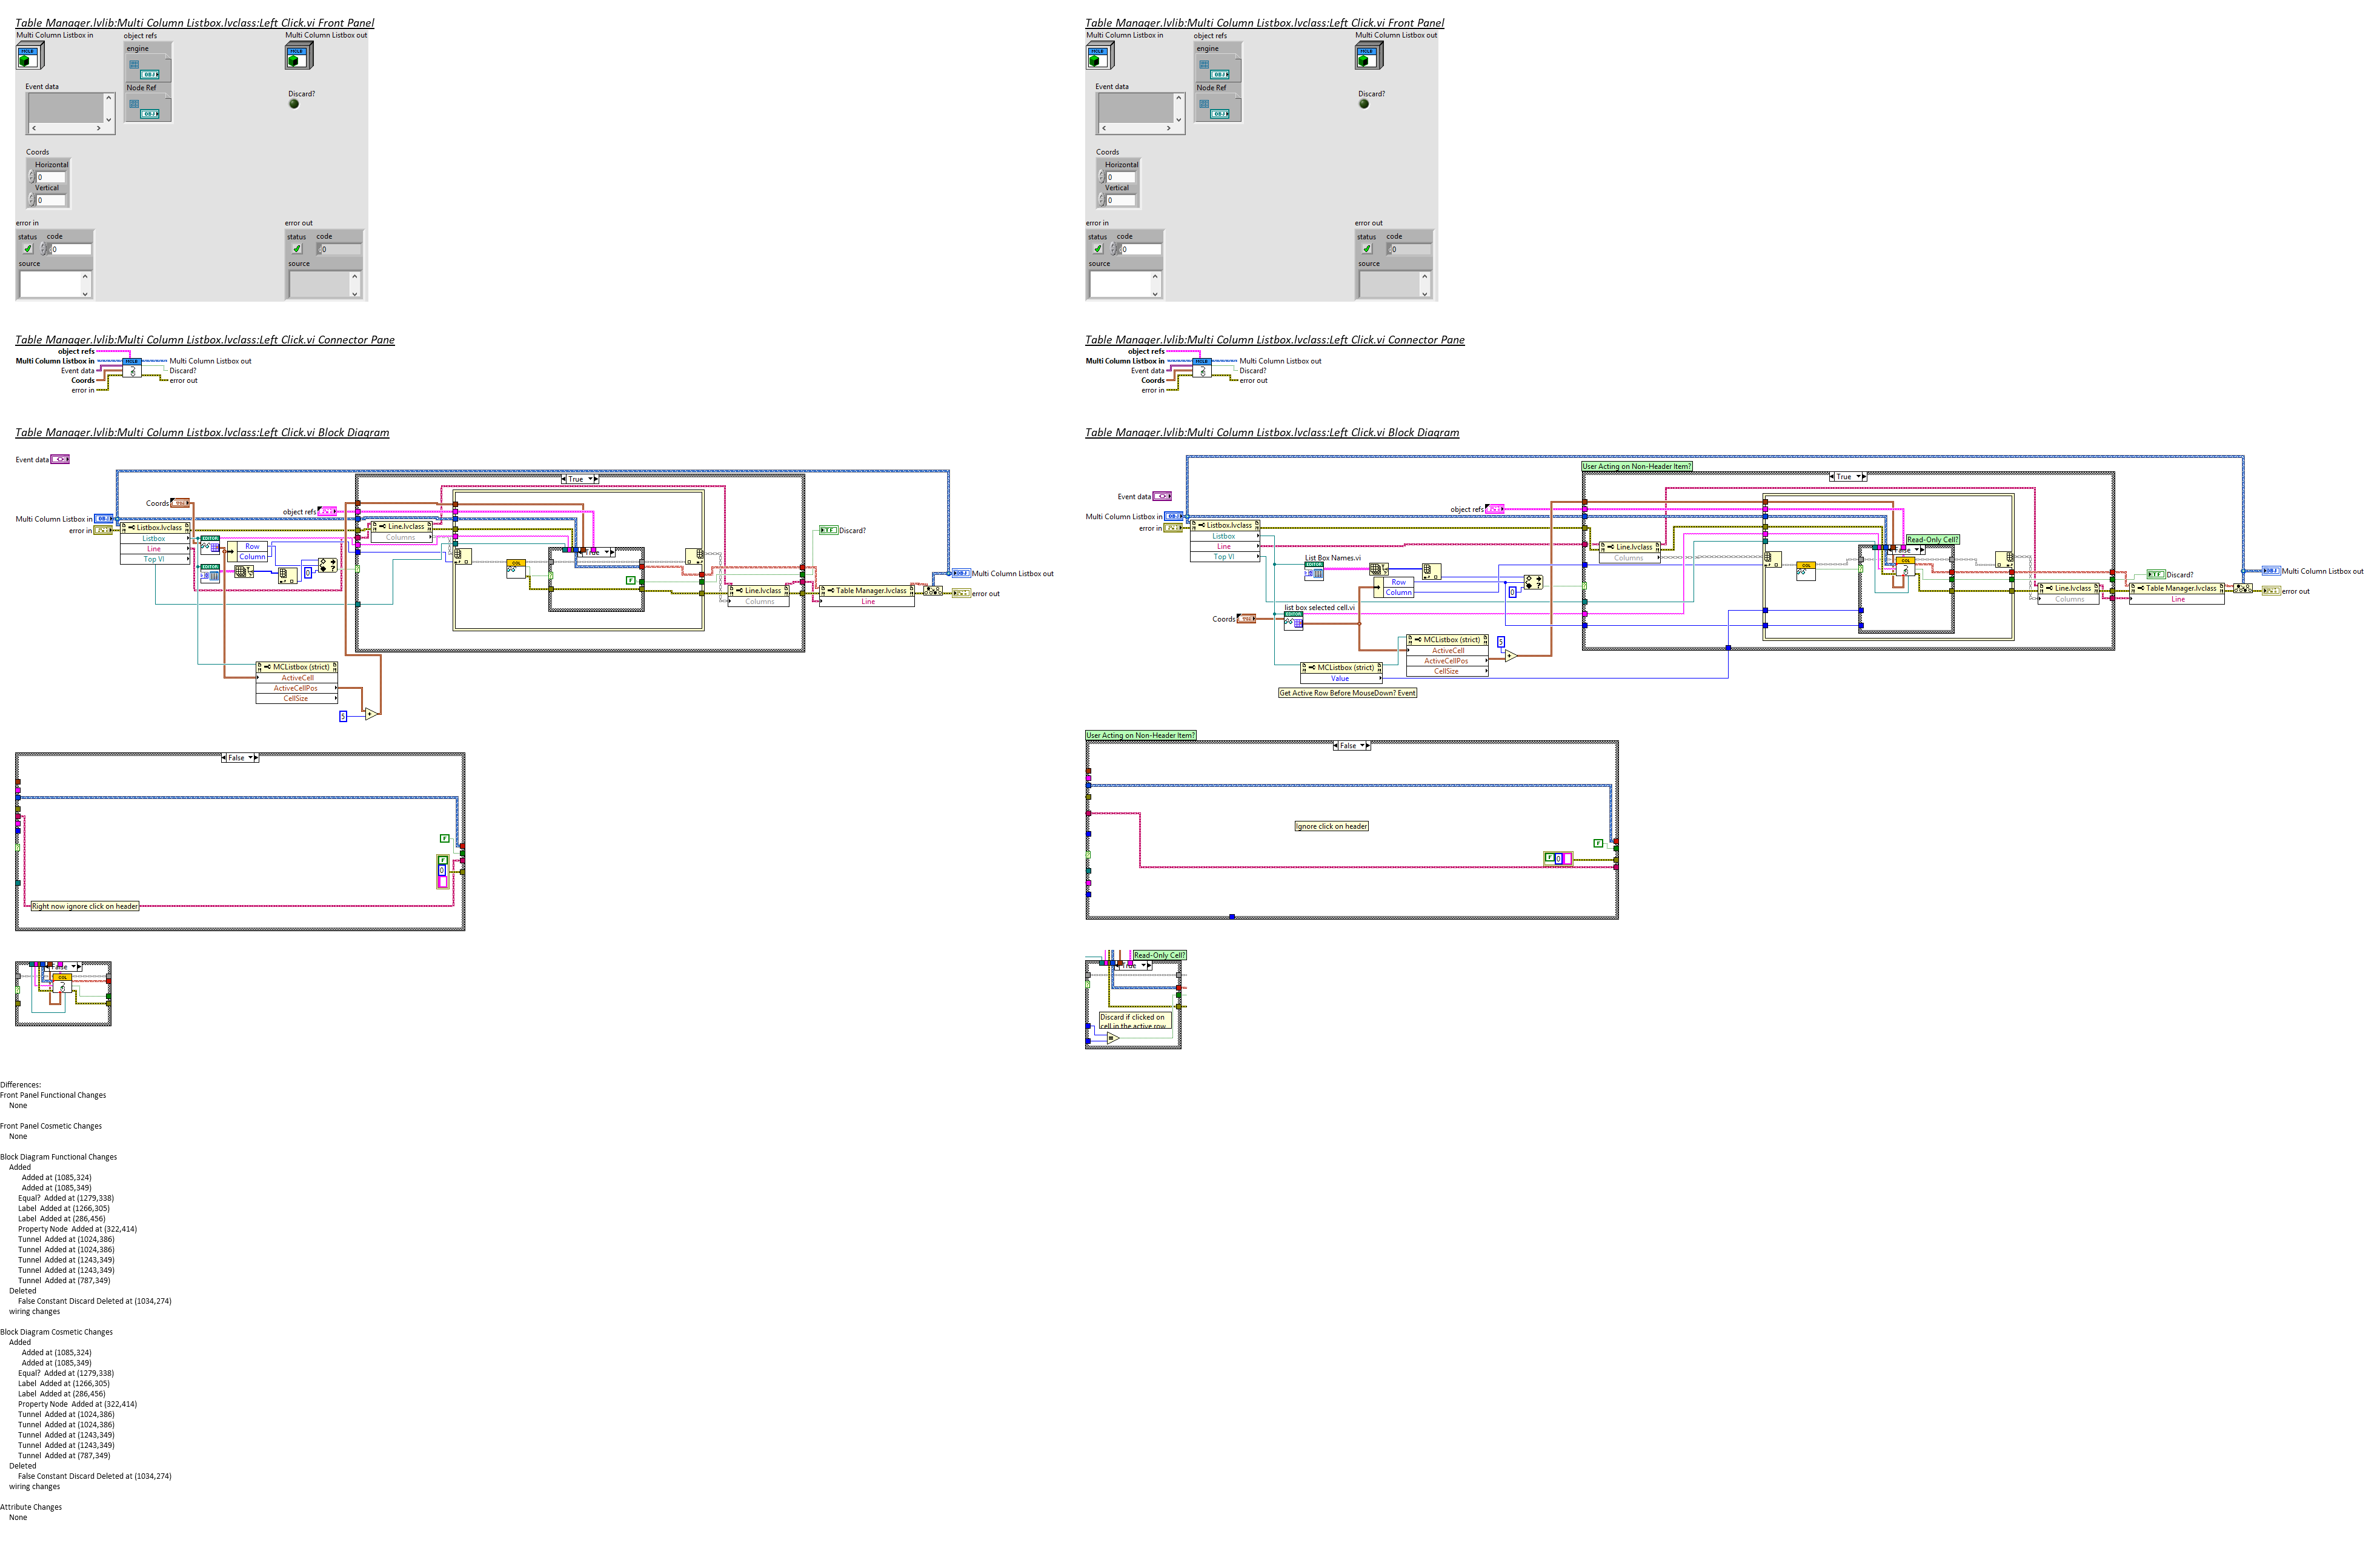 Table Manager.lvlib:Multi Column Listbox.lvclass:Left Click.vi Front Panel
Multi Column Listbox in
object refs
Multi Column Listbox out
MCLB
engine
MCLB
OBJ
Event data
Node Ref
Discard?
OBJ
Coords
Horizontal
0
Vertical
0
error in
error out
status code
status code
0
0
source
source
Table Manager.lvlib:Multi Column Listbox.lvclass:Left Click.vi Connector Pane
object refs
Multi Column Listbox in
Multi Column Listbox out
Event data
Discard?
Coords
error out
error in
Table Manager.lvlib:Multi Column Listbox.lvclass:Left Click.vi Block Diagram
Event data
True
Coords
object refs
Multi Column Listbox in
error in
Listbox.lvclass
Listbox
Line
Top VI
EDITOR
Row
Column
EDITOR
0
Line.lvclass
Columns
True
COL
F
Discard?
Line.lvclass
Columns
Table Manager.lvclass
Line
Multi Column Listbox out
error out
MCListbox (strict)
ActiveCell
ActiveCellPos
CellSize
5
False
F
F
0
Right now ignore click on header
False
COL
Differences:
Front Panel Functional Changes
None
Front Panel Cosmetic Changes
None
Block Diagram Functional Changes
Added
Added at (1085,324)
Added at (1085,349)
Equal? Added at (1279,338)
Label Added at (1266,305)
Label Added at (286,456)
Property Node Added at (322,414)
Tunnel Added at (1024,386)
Tunnel Added at (1024,386)
Tunnel Added at (1243,349)
Tunnel Added at (1243,349)
Tunnel Added at (787,349)
Deleted
False Constant Discard Deleted at (1034,274)
wiring changes
Block Diagram Cosmetic Changes
Added
Added at (1085,324)
Added at (1085,349)
Equal? Added at (1279,338)
Label Added at (1266,305)
Label Added at (286,456)
Property Node Added at (322,414)
Tunnel Added at (1024,386)
Tunnel Added at (1024,386)
Tunnel Added at (1243,349)
Tunnel Added at (1243,349)
Tunnel Added at (787,349)
Deleted
False Constant Discard Deleted at (1034,274)
wiring changes
Attribute Changes
None
Table Manager.lvlib:Multi Column Listbox.lvclass:Left Click.vi Front Panel
Multi Column Listbox in
object refs
Multi Column Listbox out
MCLB
engine
MCLB
OBJ
Event data
Node Ref
Discard?
OBJ
Coords
Horizontal
0
Vertical
0
error in
error out
status code
status code
0
0
source
source
Table Manager.lvlib:Multi Column Listbox.lvclass:Left Click.vi Connector Pane
object refs
Multi Column Listbox in
Multi Column Listbox out
Event data
Discard?
Coords
error out
error in
Table Manager.lvlib:Multi Column Listbox.lvclass:Left Click.vi Block Diagram
User Acting on Non-Header Item?
True
Event data
object refs
Multi Column Listbox in
error in
Listbox.lvclass
Listbox
Line
Top VI
List Box Names.vi
EDITOR
Row
Column
0
list box selected cell.vi
EDITOR
Coords
MCListbox (strict)
ActiveCell
ActiveCellPos
CellSize
5
MCListbox (strict)
Value
Get Active Row Before MouseDown? Event
Line.lvclass
Columns
Read-Only Cell?
False
COL
COL
Discard?
Line.lvclass
Columns
Table Manager.lvclass
Line
Multi Column Listbox out
error out
User Acting on Non-Header Item?
False
Ignore click on header
F
F
0
Read-Only Cell?
True
Discard if clicked on
cell in the active row